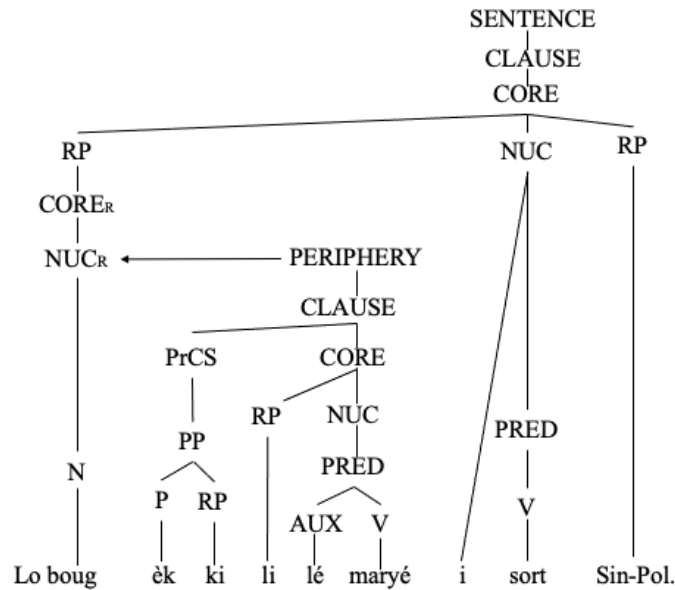 SENTENCE
CLAUSE
CORE
RP NUC RP
CORER
NUCR PERIPHERY
CLAUSE
PrCS CORE
RP NUC
PP PRED
N PRED
P RP AUX V V
Lo boug èk ki li lé maryé i sort Sin-Pol.